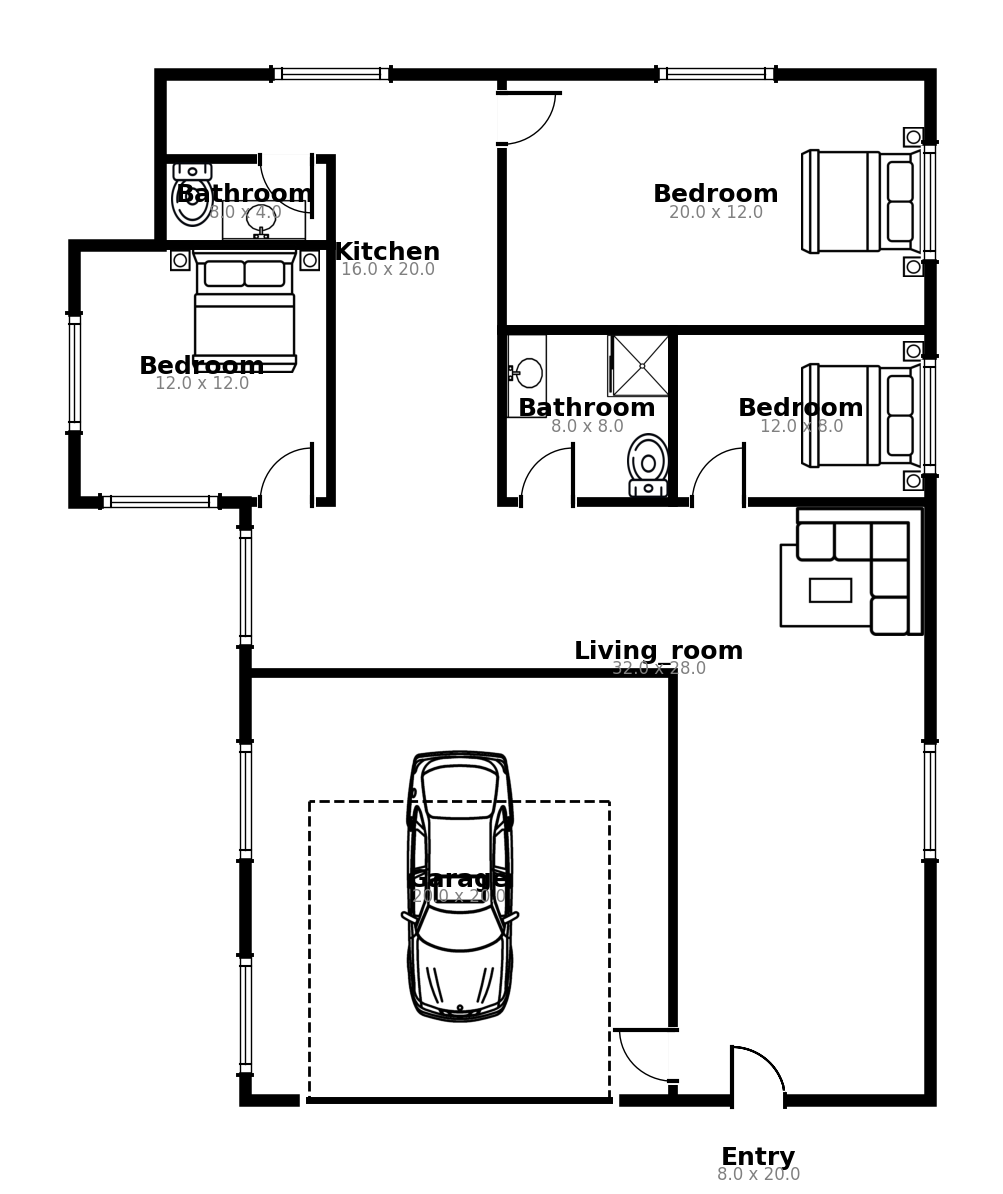 Bathroom
8.0 x 4.0
Bedroom
20.0 x 12.0
Kitchen
16.0 x 20.0
Bedroom
12.0 x 12.0
Bathroom
8.0 x 8.0
Bedroom
12.0 x 8.0
Living_room
32.0 x 28.0
Garage
20.0 x 20.0
Entry
8.0 x 20.0